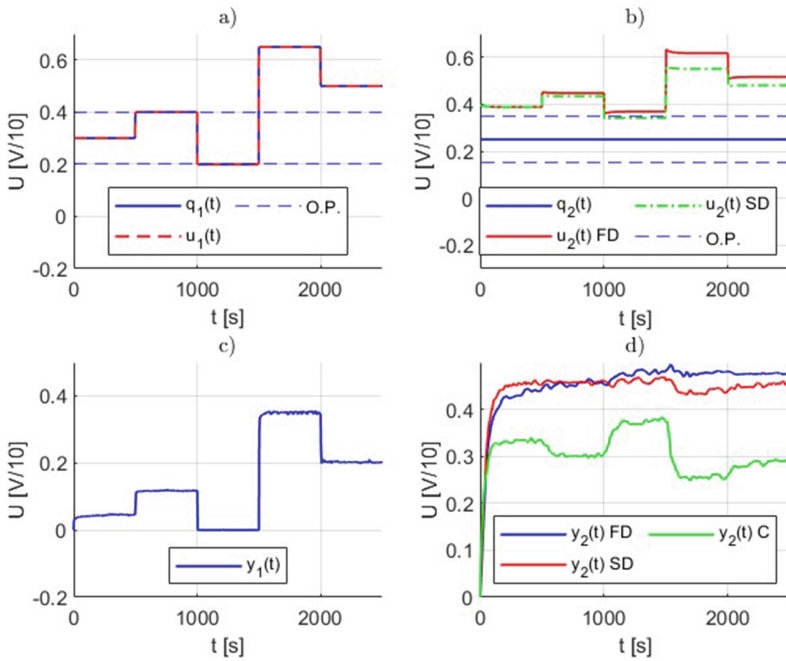 a)
U [V/10]
0.6
0.4
0.2
0
-0.2
q1(t)
O.P.
u1(t)
0
1000
2000
t [s]
b)
U [V/10]
0.6
0.4
0.2
0
-0.2
q2(t)
u2(t) SD
u2(t) FD
O.P.
0
1000
2000
t [s]
c)
U [V/10]
0.4
0.2
0
-0.2
y1(t)
0
1000
2000
t [s]
d)
U [V/10]
0.4
0.3
0.2
0.1
0
y2(t) FD
y2(t) C
y2(t) SD
0
1000
2000
t [s]